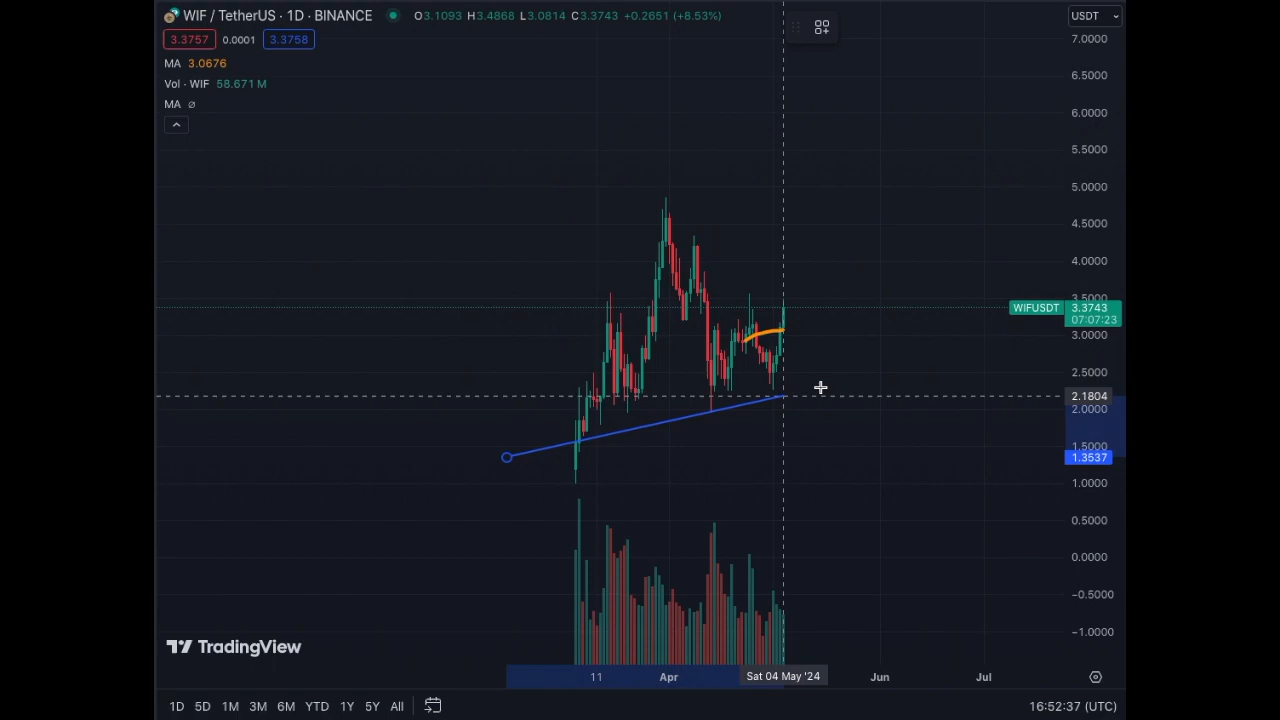 WIF / TetherUS · 1D · BINANCE O3.1093 H3.4868 L3.0814 C3.3743 +0.2651 (+8.53%)
USDT
3.3757 0.0001 3.3758
MA 3.0676
Vol · WIF 58.671 M
MA ∅
7.0000
6.5000
6.0000
5.5000
5.0000
4.5000
4.0000
3.5000
WIFUSDT 3.3743
07:07:23
3.0000
2.5000
2.1804
2.0000
1.5000
1.3537
1.0000
0.5000
0.0000
−0.5000
−1.0000
TradingView
11 Apr Sat 04 May '24 Jun Jul
1D 5D 1M 3M 6M YTD 1Y 5Y All 16:52:37 (UTC)